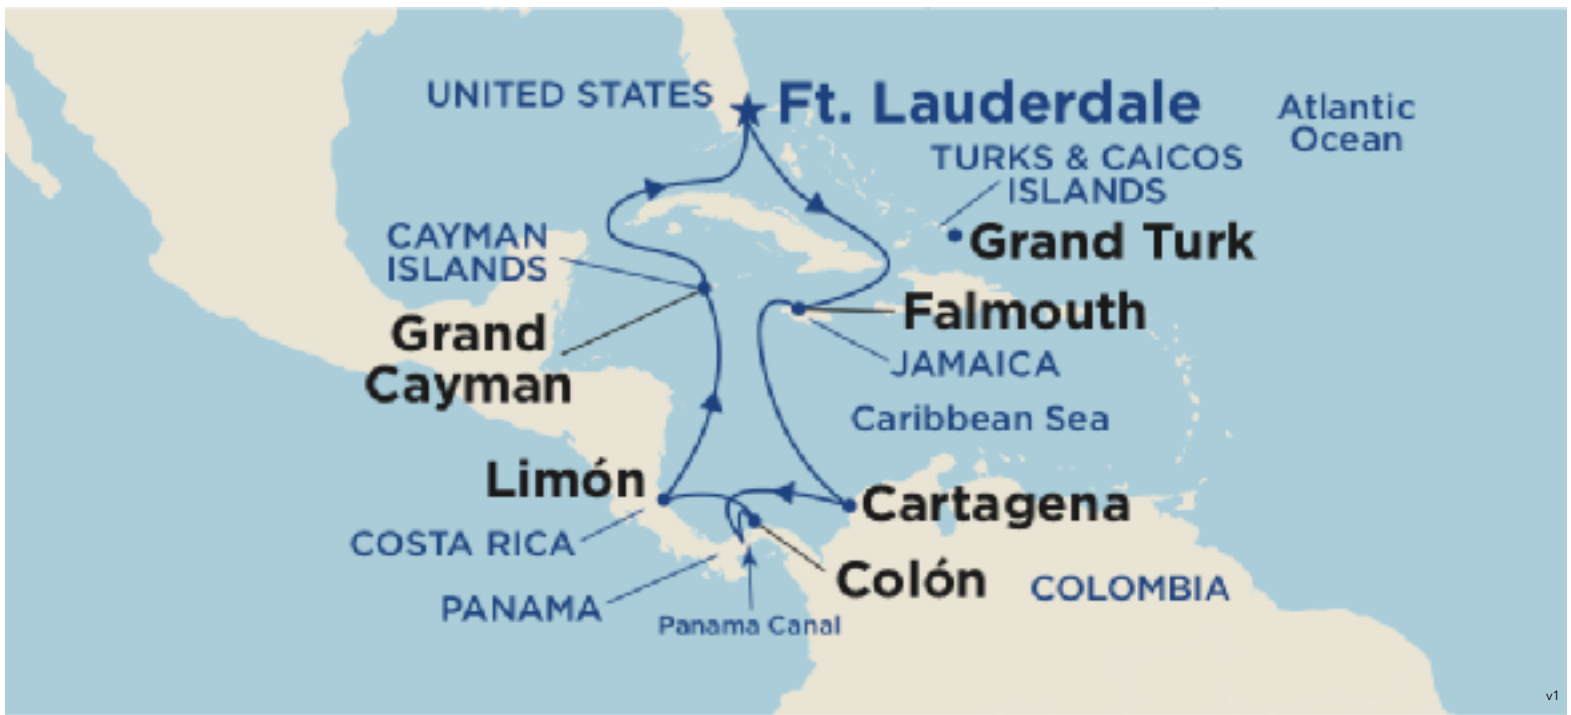 UNITED STATES
Ft. Lauderdale
Atlantic
Ocean
TURKS & CAICOS
ISLANDS
Grand Turk
CAYMAN
ISLANDS
Grand
Cayman
Falmouth
JAMAICA
Caribbean Sea
Limón
Cartagena
COSTA RICA
Colón
COLOMBIA
PANAMA
Panama Canal
v1